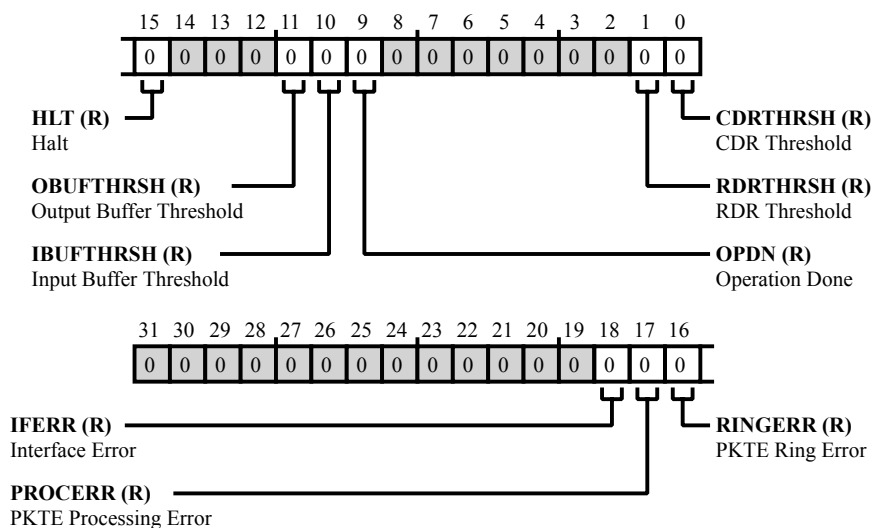 15 14 13 12 11 10 9 8 7 6 5 4 3 2 1 0
0 0 0 0 0 0 0 0 0 0 0 0 0 0 0 0
HLT (R)
Halt
OBUFTHRSH (R)
Output Buffer Threshold
IBUFTHRSH (R)
Input Buffer Threshold
CDRTHRSH (R)
CDR Threshold
RDRTHRSH (R)
RDR Threshold
OPDN (R)
Operation Done
31 30 29 28 27 26 25 24 23 22 21 20 19 18 17 16
0 0 0 0 0 0 0 0 0 0 0 0 0 0 0 0
IFERR (R)
Interface Error
PROCERR (R)
PKTE Processing Error
RINGERR (R)
PKTE Ring Error